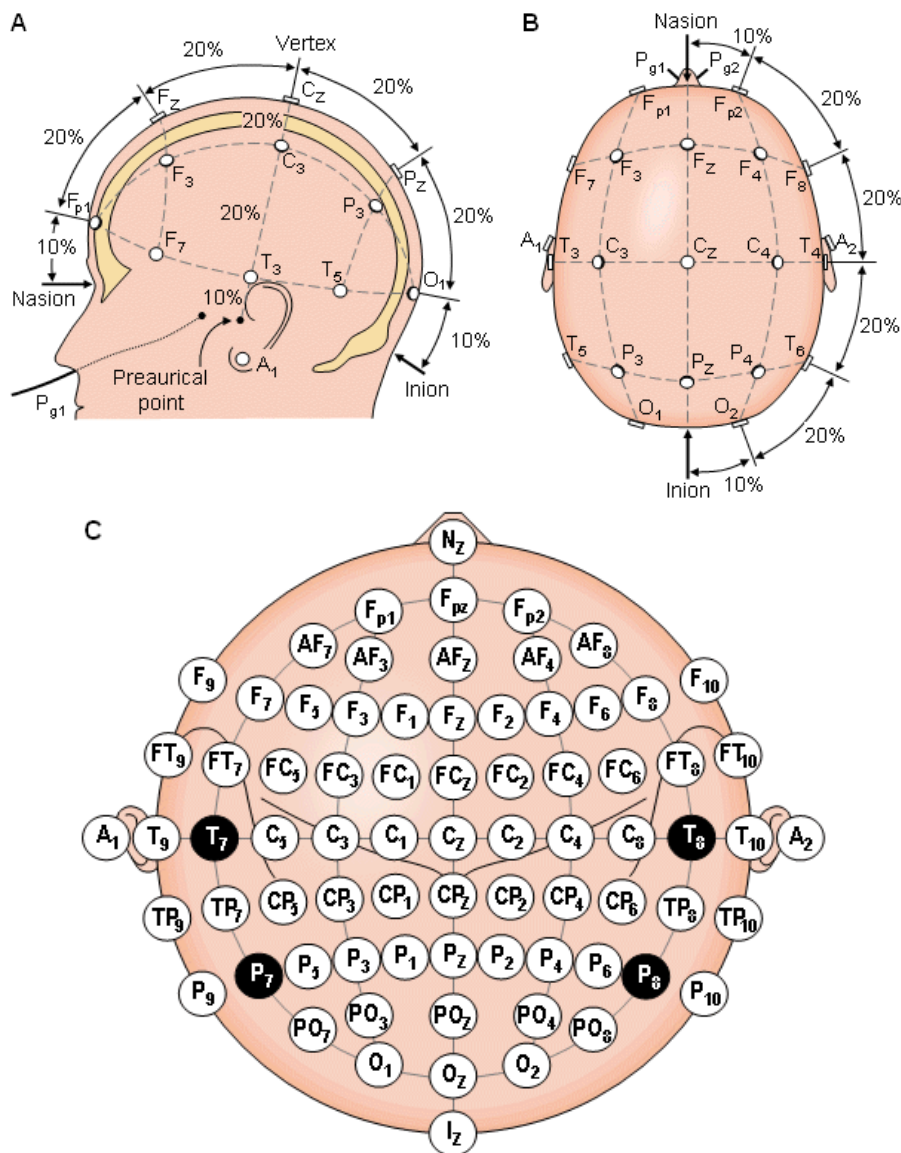 A
20%
Vertex
20%
Fz
Cz
20%
20%
C3
F3
Pz
Fp1
20%
P3
20%
10%
F7
T3
T5
O1
Nasion
10%
10%
A1
Preaurical
point
Inion
Pg1
B
Nasion
10%
Pg1
Pg2
Fp1
Fp2
20%
F7
F3
Fz
F4
F8
20%
A1
T3
C3
Cz
C4
T4
A2
20%
T5
P3
Pz
P4
T6
O1
O2
20%
Inion
10%
C
Nz
Fp1
Fpz
Fp2
AF7
AF3
AFz
AF4
AF8
F9
F7
F5
F3
F1
Fz
F2
F4
F6
F8
F10
FT9
FT7
FC5
FC3
FC1
FCz
FC2
FC4
FC6
FT8
FT10
A1
T9
T7
C5
C3
C1
Cz
C2
C4
C8
T8
T10
A2
TP9
TP7
CP5
CP3
CP1
CPz
CP2
CP4
CP6
TP8
TP10
P9
P7
P5
P3
P1
Pz
P2
P4
P6
P8
P10
PO7
PO3
POz
PO4
PO8
O1
Oz
O2
Iz